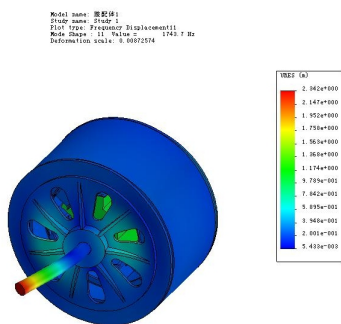 Model name: 装配体1
Study name: Study 1
Plot type: Frequency Displacement11
Mode Shape : 11  Value =      1743.7 Hz
Deformation scale: 0.00872574
URES (m)
2.342e+000
2.147e+000
1.952e+000
1.758e+000
1.563e+000
1.368e+000
1.174e+000
9.789e-001
7.842e-001
5.895e-001
3.948e-001
2.001e-001
5.433e-003